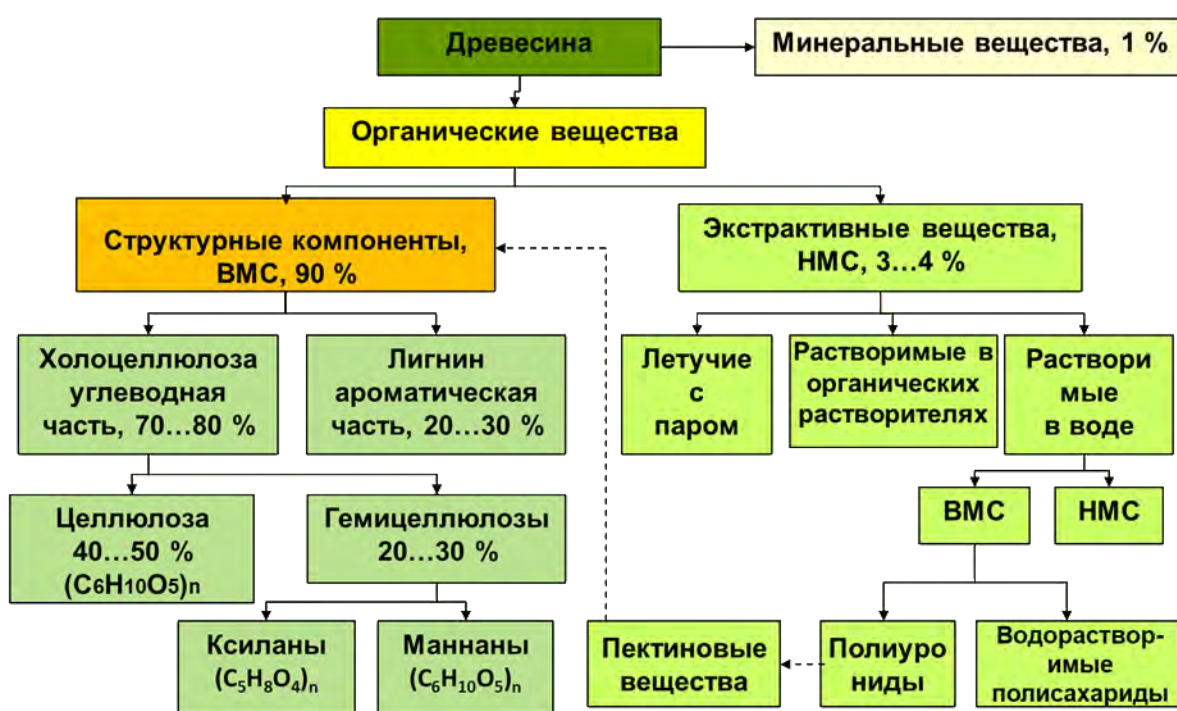 Древесина
Минеральные вещества, 1 %
Органические вещества
Структурные компоненты,
ВМС, 90 %
Экстрактивные вещества,
НМС, 3...4 %
Холоцеллюлоза
углеводная
часть, 70...80 %
Лигнин
ароматическая
часть, 20...30 %
Летучие
с
паром
Растворимые в
органических
растворителях
Раствори
мые
в воде
Целлюлоза
40...50 %
(C6H10O5)n
Гемицеллюлозы
20...30 %
ВМС
НМС
Ксиланы
(C₅H₈O₄)ₙ
Маннаны
(C₆H₁₀O₅)ₙ
Пектиновые
вещества
Полиуро
ниды
Водораствор-
имые
полисахариды